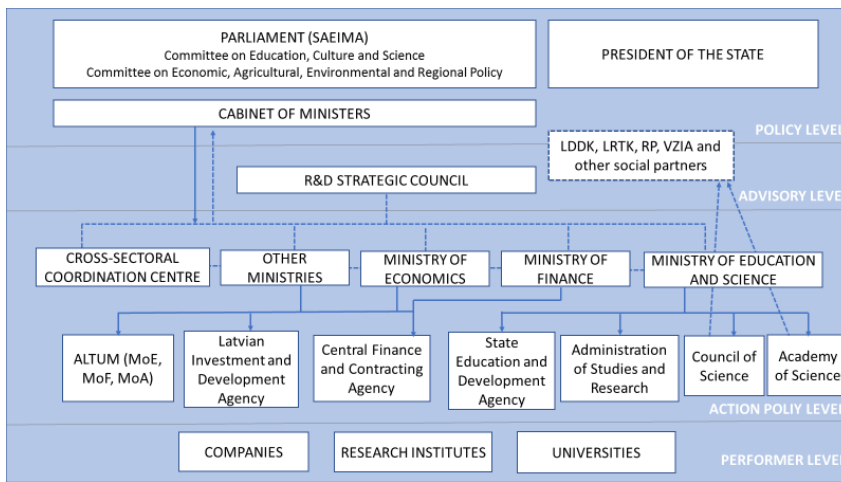 PARLIAMENT (SAEIMA)
Committee on Education, Culture and Science
Committee on Economic, Agricultural, Environmental and Regional Policy
PRESIDENT OF THE STATE
CABINET OF MINISTERS
POLICY LEVEL
LDDK, LRTK, RP, VZIA and
other social partners
R&D STRATEGIC COUNCIL
ADVISORY LEVEL
CROSS-SECTORAL
COORDINATION CENTRE
OTHER
MINISTRIES
MINISTRY OF
ECONOMICS
MINISTRY OF
FINANCE
MINISTRY OF EDUCATION
AND SCIENCE
ALTUM (MoE,
MoF, MoA)
Latvian
Investment and
Development
Agency
Central Finance
and Contracting
Agency
State
Education and
Development
Agency
Administration
of Studies and
Research
Council of
Science
Academy
of Science
ACTION POLIY LEVEL
COMPANIES
RESEARCH INSTITUTES
UNIVERSITIES
PERFORMER LEVEL